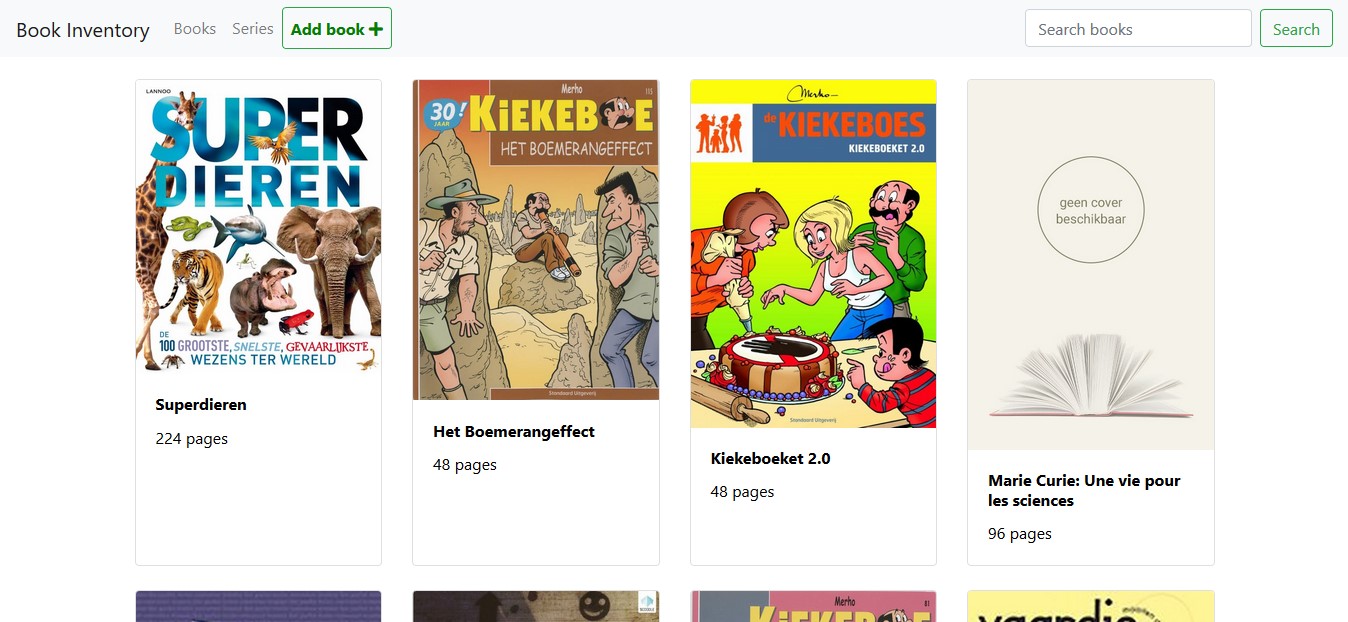 Book Inventory
Books
Series
Add book
Search books
Search
LANNOO
SUPER
DIEREN
DE
100 GROOTSTE, SNELSTE, GEVAARLIJKSTE
WEZENS TER WERELD
Superdieren
224 pages
Merho
115
30!
JAAR
KIEKEBOE
HET BOEMERANGEFFECT
Standaard Uitgeverij
Het Boemerangeffect
48 pages
Merho
de KIEKEBOES
KIEKEBOEKET 2.0
Standaard Uitgeverij
Kiekeboeket 2.0
48 pages
geen cover
beschikbaar
Marie Curie: Une vie pour
les sciences
96 pages
Merho
81